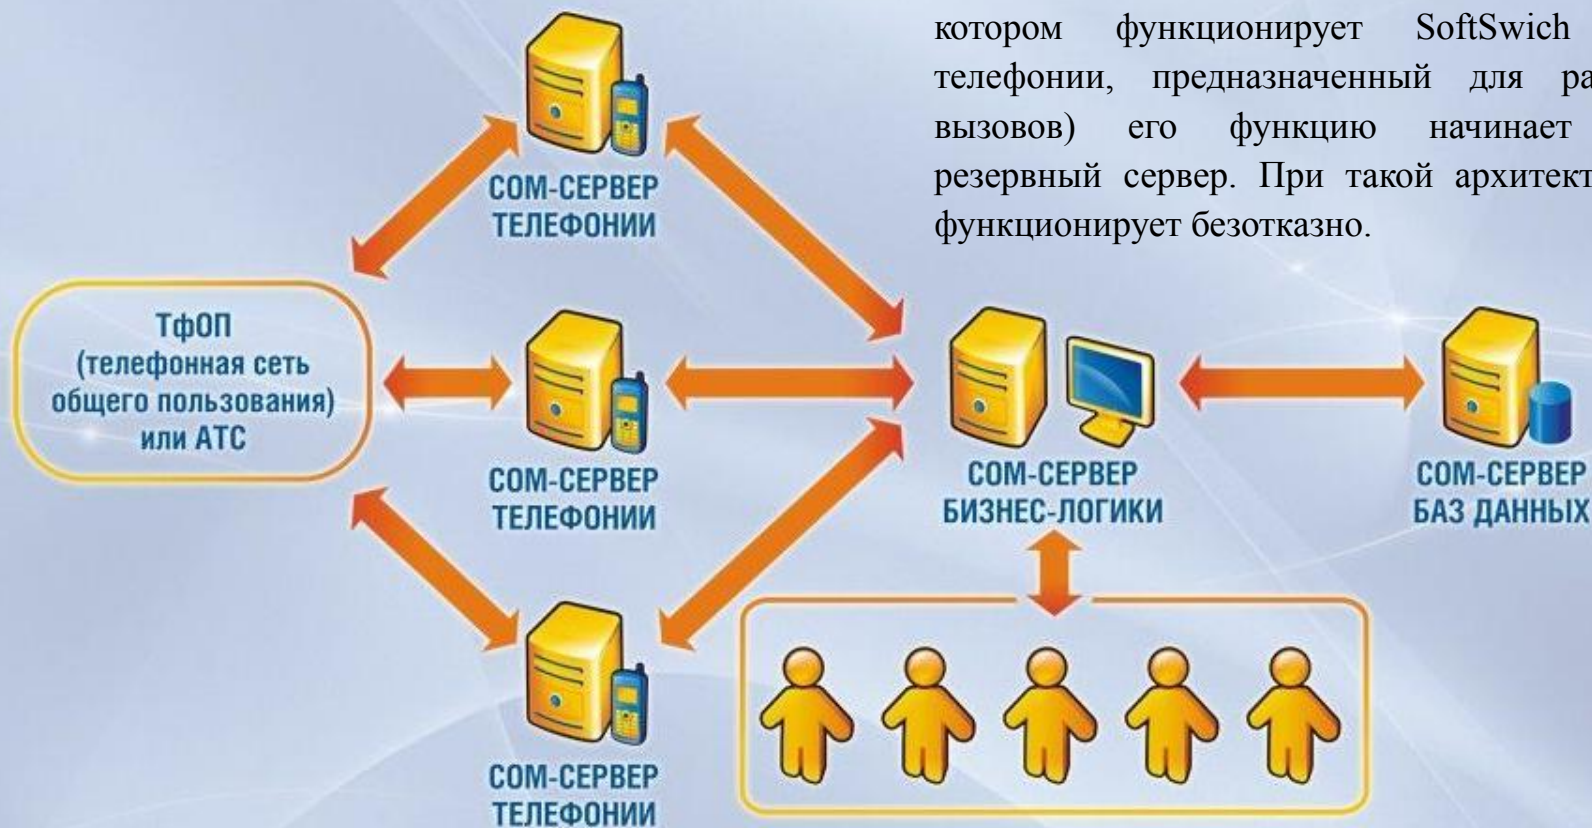 котором функционирует SoftSwich
телефонии, предназначенный для
вызовов) его функцию начинает
резервный сервер. При такой
функционирует безотказно.
СОМ-СЕРВЕР
ТЕЛЕФОНИИ
ТфОП
(телефонная сеть
общего пользования)
или АТС
СОМ-СЕРВЕР
ТЕЛЕФОНИИ
СОМ-СЕРВЕР
БИЗНЕС-ЛОГИКИ
СОМ-СЕРВЕР
БАЗ ДАННЫХ
СОМ-СЕРВЕР
ТЕЛЕФОНИИ